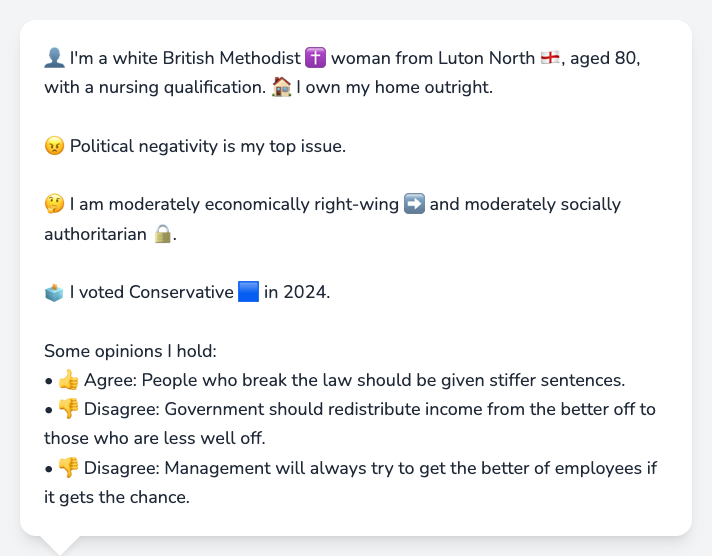 👤 I'm a white British Methodist ✝️ woman from Luton North 🏴󠁧󠁢󠁥󠁮󠁧󠁿, aged 80,
with a nursing qualification. 🏠 I own my home outright.
😠 Political negativity is my top issue.
🤔 I am moderately economically right-wing ➡️ and moderately socially
authoritarian 🔒.
🗳️ I voted Conservative 🟦 in 2024.
Some opinions I hold:
• 👍 Agree: People who break the law should be given stiffer sentences.
• 👎 Disagree: Government should redistribute income from the better off to
those who are less well off.
• 👎 Disagree: Management will always try to get the better of employees if
it gets the chance.